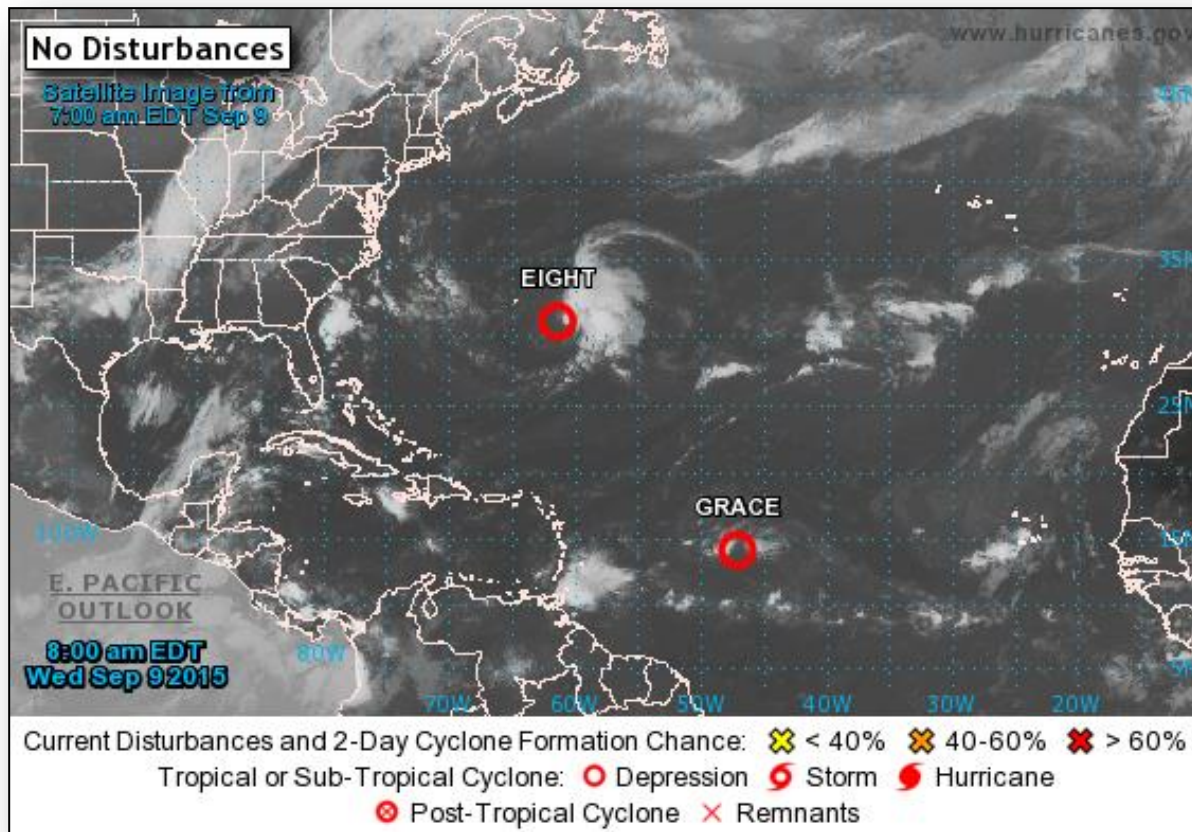 No Disturbances
www.hurricanes.gov
Satellite Image from
7:00 am EDT Sep 9
45N
EIGHT
35N
25N
GRACE
100W
15N
E. PACIFIC
OUTLOOK
8:00 am EDT
Wed Sep 9 2015
80W
5N
70W 60W 50W 40W 30W 20W
Current Disturbances and 2-Day Cyclone Formation Chance: < 40% 40-60% > 60%
Tropical or Sub-Tropical Cyclone: Depression Storm Hurricane
Post-Tropical Cyclone Remnants